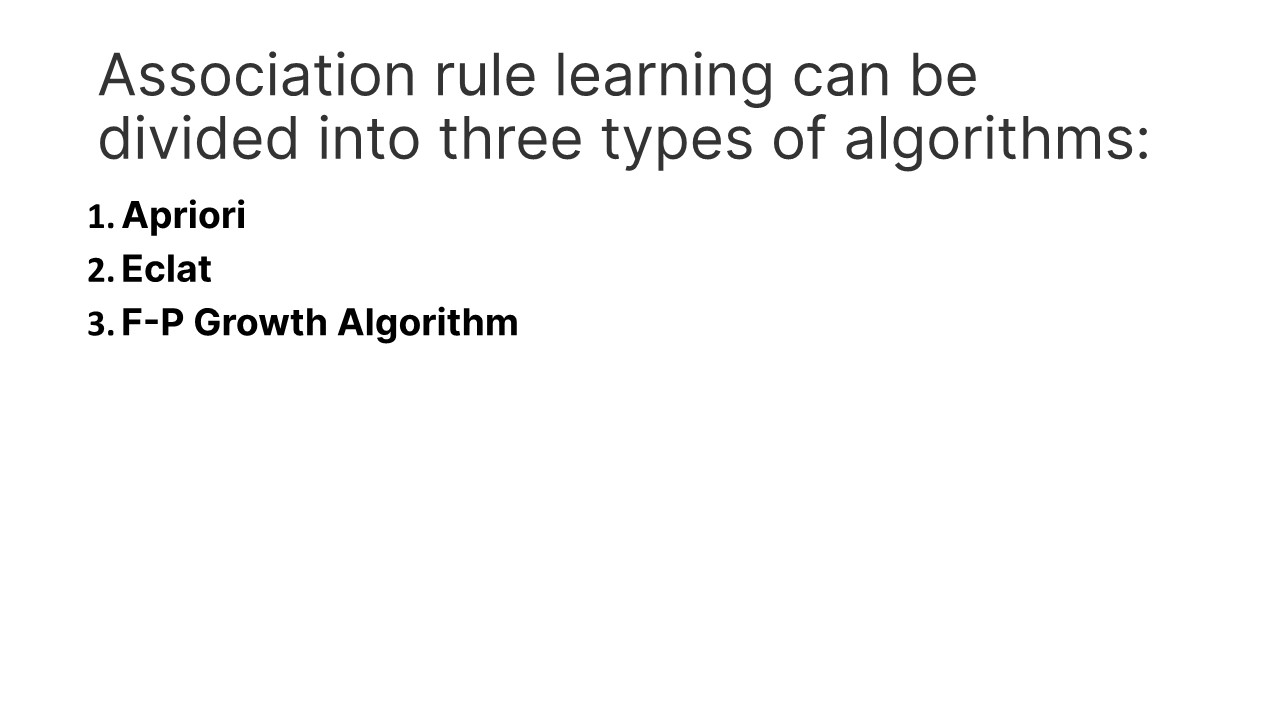 Association rule learning can be
divided into three types of algorithms:
1. Apriori
2. Eclat
3. F-P Growth Algorithm